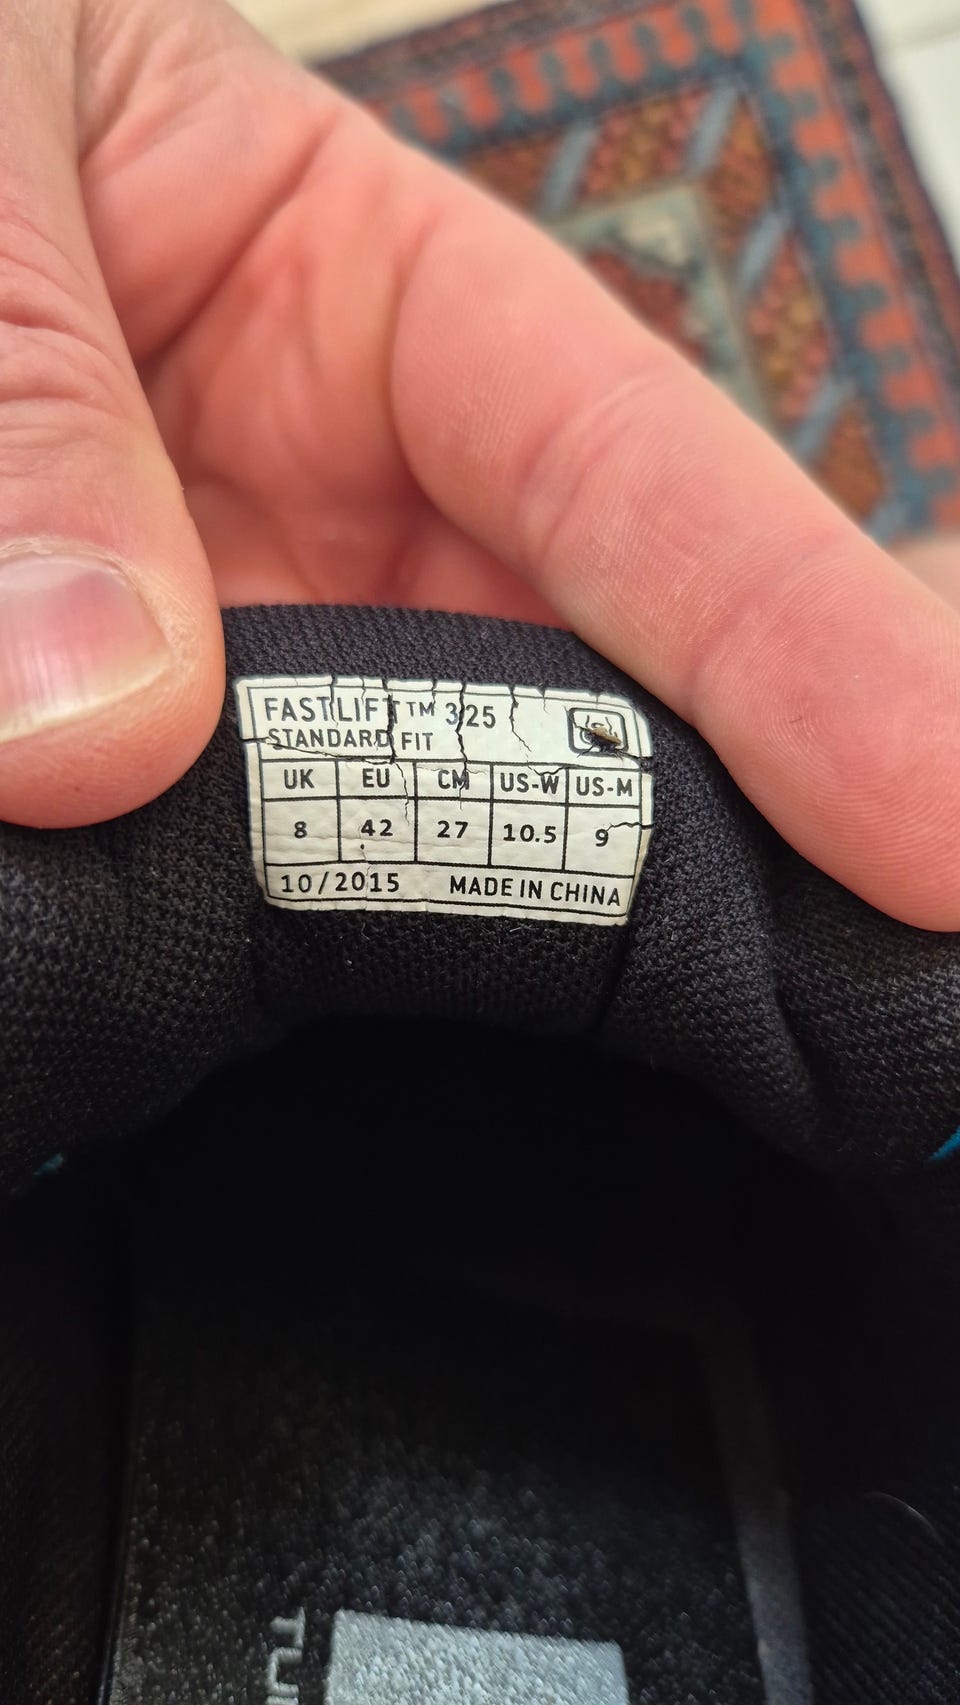 FASTLIFT™ 325
STANDARD FIT
UK EU CM US-W US-M
8 42 27 10.5 9
10/2015 MADE IN CHINA